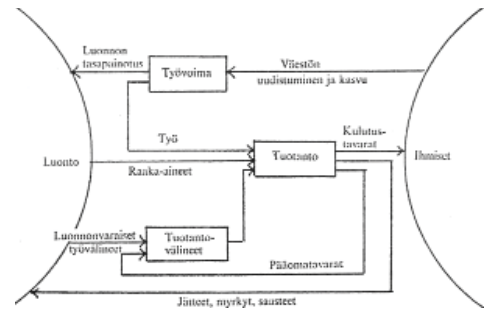 Luonnon
tasapainotus
Työvoima
Väestön
uudistuminen ja kasvu
Työ
Kulutus-
tavarat
Tuotanto
Luonto
Raaka-aineet
Ihmiset
Luonnonvaraiset
työvälineet
Tuotanto-
välineet
Pääomatavarat
Jätteet, myrkyt, saasteet